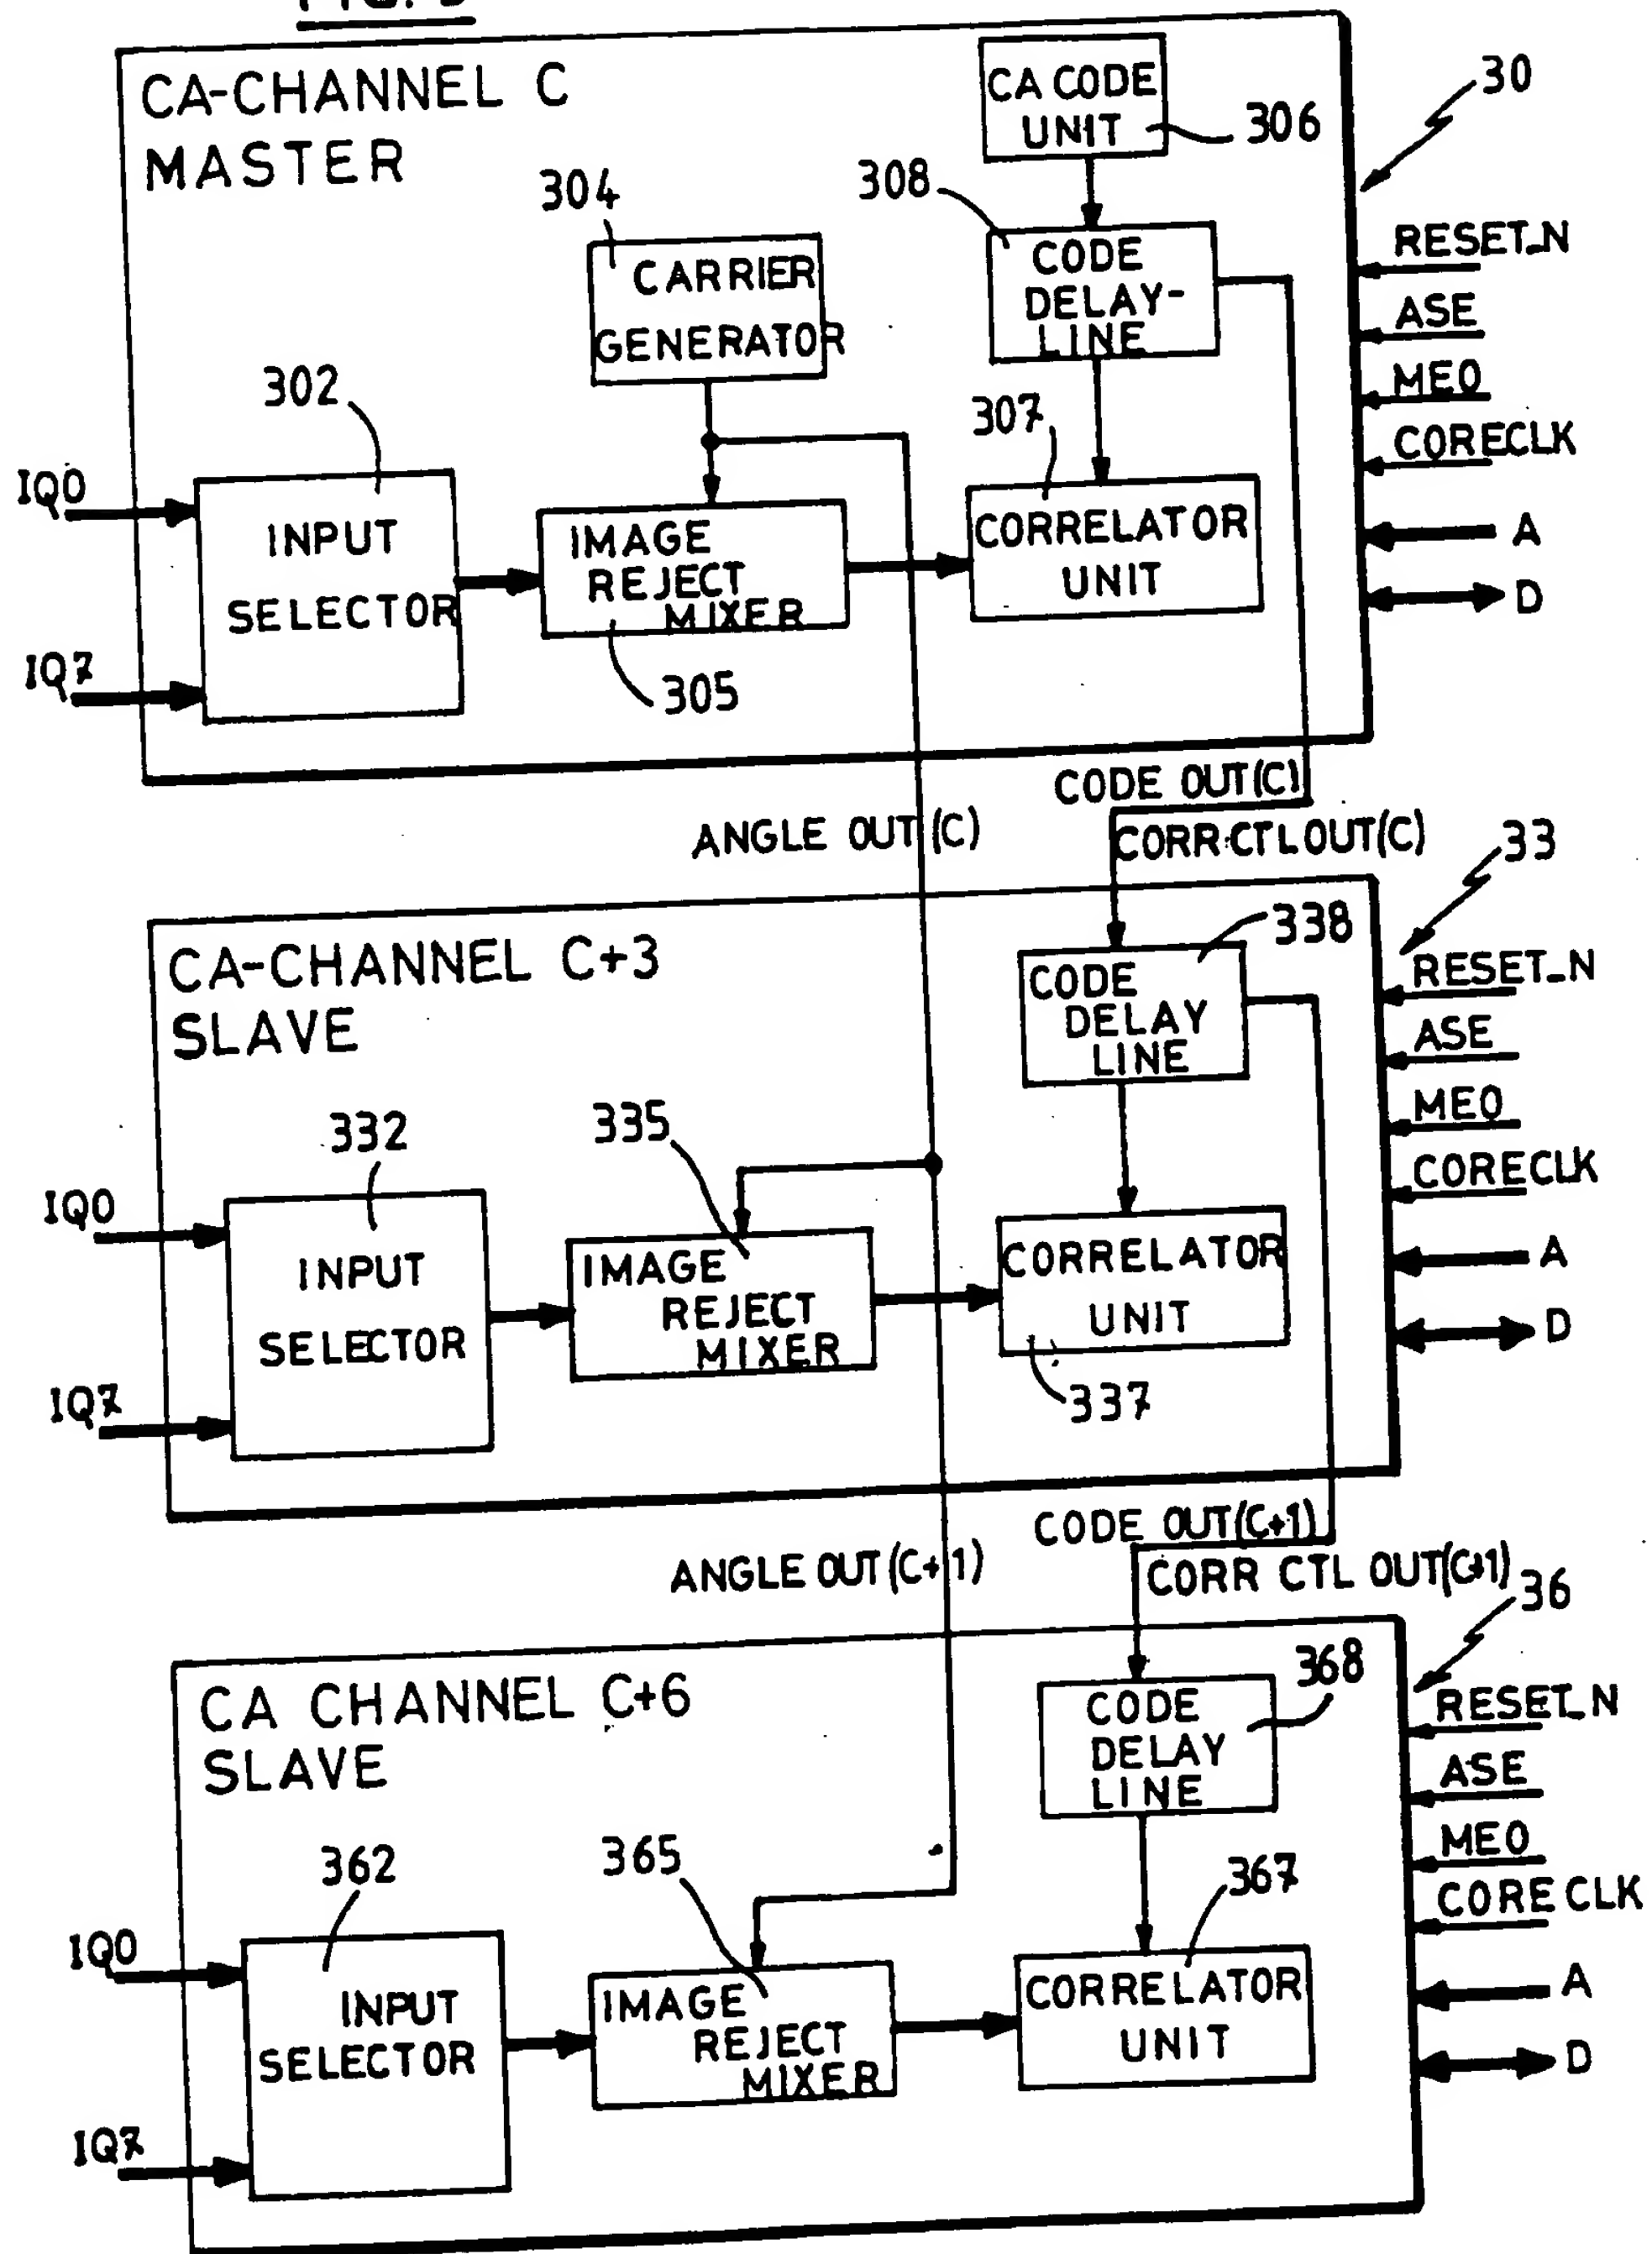 CA-CHANNEL C
MASTER
CA CODE
UNIT
306
30
304
308
CARRIER
GENERATOR
CODE
DELAY-
LINE
RESET_N
ASE
MEO
CORECLK
A
D
302
307
IQ0
IQ7
INPUT
SELECTOR
IMAGE
REJECT
MIXER
305
CORRELATOR
UNIT
CODE OUT(C)
ANGLE OUT(C)
CORR CTL OUT(C)
33
CA-CHANNEL C+3
SLAVE
338
CODE
DELAY
LINE
RESET_N
ASE
MEO
CORECLK
A
D
332
335
IQ0
IQ7
INPUT
SELECTOR
IMAGE
REJECT
MIXER
CORRELATOR
UNIT
337
CODE OUT(C+1)
ANGLE OUT(C+1)
CORR CTL OUT(C+1)
36
CA CHANNEL C+6
SLAVE
368
CODE
DELAY
LINE
RESET_N
ASE
MEO
CORECLK
A
D
362
365
367
IQ0
IQ7
INPUT
SELECTOR
IMAGE
REJECT
MIXER
CORRELATOR
UNIT